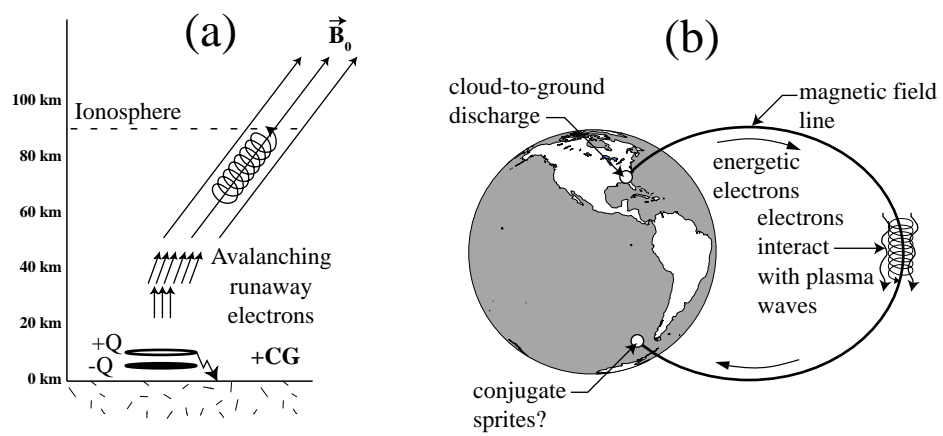 (a)
B₀
100 km
Ionosphere
80 km
60 km
40 km
Avalanching
runaway
electrons
20 km
+Q
-Q
+CG
0 km
(b)
cloud-to-ground
discharge
magnetic field
line
energetic
electrons
electrons
interact
with plasma
waves
conjugate
sprites?